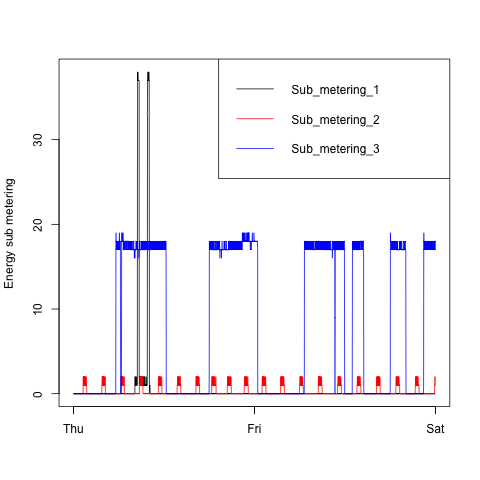 Sub_metering_1
Sub_metering_2
Sub_metering_3
Energy sub metering
30
20
10
0
Thu Fri Sat